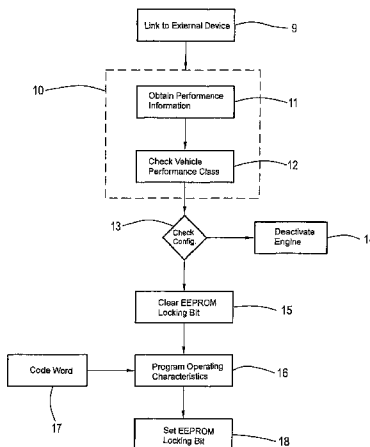 Link to External Device
9
10
Obtain Performance
Information
11
Check Vehicle
Performance Class
12
13
Check
Config.
Deactivate
Engine
14
Clear EEPROM
Locking Bit
15
Code Word
17
Program Operating
Characteristics
16
Set EEPROM
Locking Bit
18